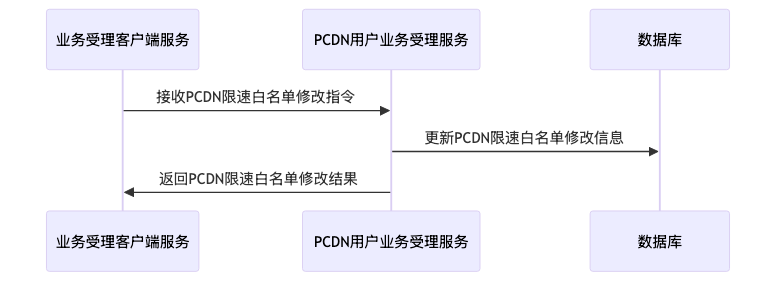 业务受理客户端服务
PCDN用户业务受理服务
数据库
接收PCDN限速白名单修改指令
更新PCDN限速白名单修改信息
返回PCDN限速白名单修改结果
业务受理客户端服务
PCDN用户业务受理服务
数据库